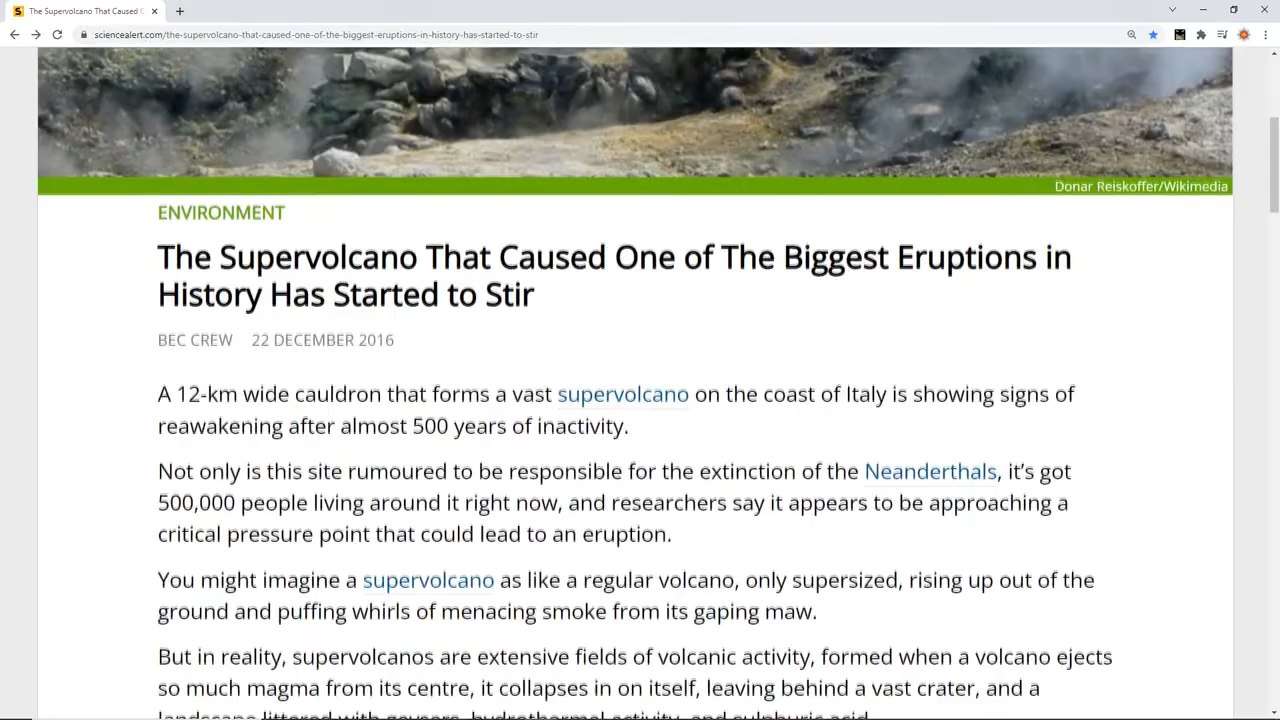 The Supervolcano That Caused C
sciencealert.com/the-supervolcano-that-caused-one-of-the-biggest-eruptions-in-history-has-started-to-stir
Donar Reiskoffer/Wikimedia
ENVIRONMENT
The Supervolcano That Caused One of The Biggest Eruptions in
History Has Started to Stir
BEC CREW 22 DECEMBER 2016
A 12-km wide cauldron that forms a vast supervolcano on the coast of Italy is showing signs of
reawakening after almost 500 years of inactivity.
Not only is this site rumoured to be responsible for the extinction of the Neanderthals, it’s got
500,000 people living around it right now, and researchers say it appears to be approaching a
critical pressure point that could lead to an eruption.
You might imagine a supervolcano as like a regular volcano, only supersized, rising up out of the
ground and puffing whirls of menacing smoke from its gaping maw.
But in reality, supervolcanos are extensive fields of volcanic activity, formed when a volcano ejects
so much magma from its centre, it collapses in on itself, leaving behind a vast crater, and a
landscape littered with geysers, hydrothermal activity, and sulphuric acid.